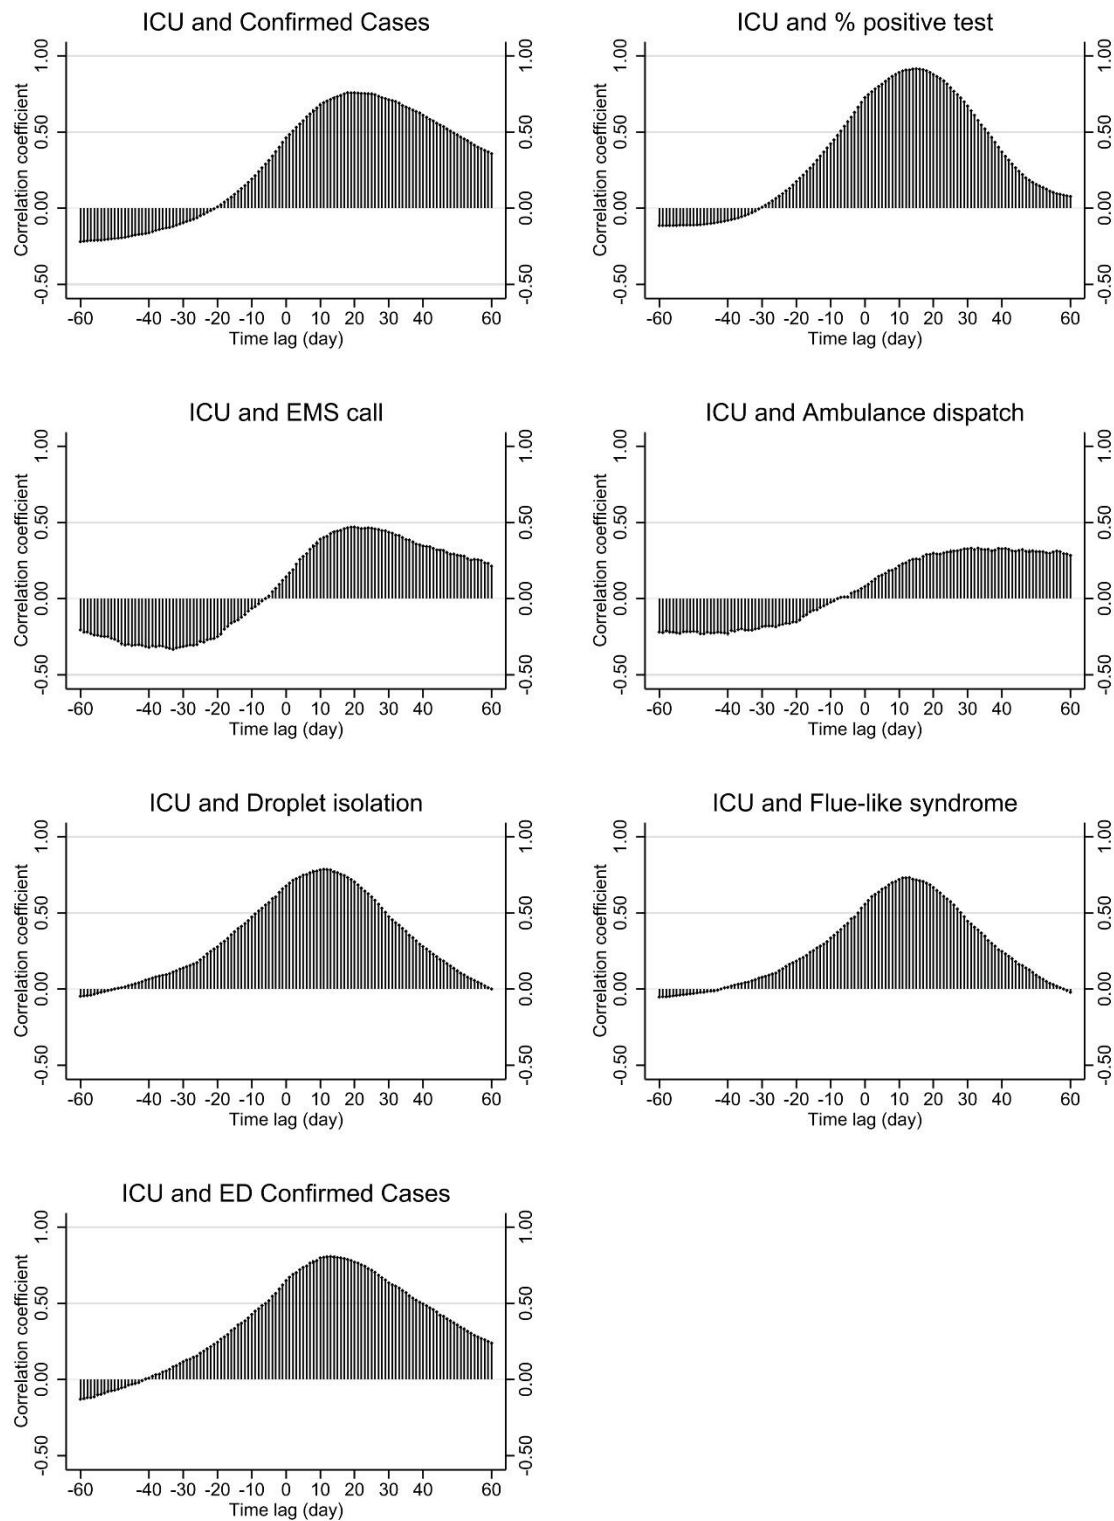 ICU and Confirmed Cases
Correlation coefficient
-0.50 0.00 0.50 1.00
-0.50 0.00 0.50 1.00
-60 -40 -30 -20 -10 0 10 20 30 40 60
Time lag (day)
ICU and % positive test
Correlation coefficient
-0.50 0.00 0.50 1.00
-0.50 0.00 0.50 1.00
-60 -40 -30 -20 -10 0 10 20 30 40 60
Time lag (day)
ICU and EMS call
Correlation coefficient
-0.50 0.00 0.50 1.00
-0.50 0.00 0.50 1.00
-60 -40 -30 -20 -10 0 10 20 30 40 60
Time lag (day)
ICU and Ambulance dispatch
Correlation coefficient
-0.50 0.00 0.50 1.00
-0.50 0.00 0.50 1.00
-60 -40 -30 -20 -10 0 10 20 30 40 60
Time lag (day)
ICU and Droplet isolation
Correlation coefficient
-0.50 0.00 0.50 1.00
-0.50 0.00 0.50 1.00
-60 -40 -30 -20 -10 0 10 20 30 40 60
Time lag (day)
ICU and Flue-like syndrome
Correlation coefficient
-0.50 0.00 0.50 1.00
-0.50 0.00 0.50 1.00
-60 -40 -30 -20 -10 0 10 20 30 40 60
Time lag (day)
ICU and ED Confirmed Cases
Correlation coefficient
-0.50 0.00 0.50 1.00
-0.50 0.00 0.50 1.00
-60 -40 -30 -20 -10 0 10 20 30 40 60
Time lag (day)